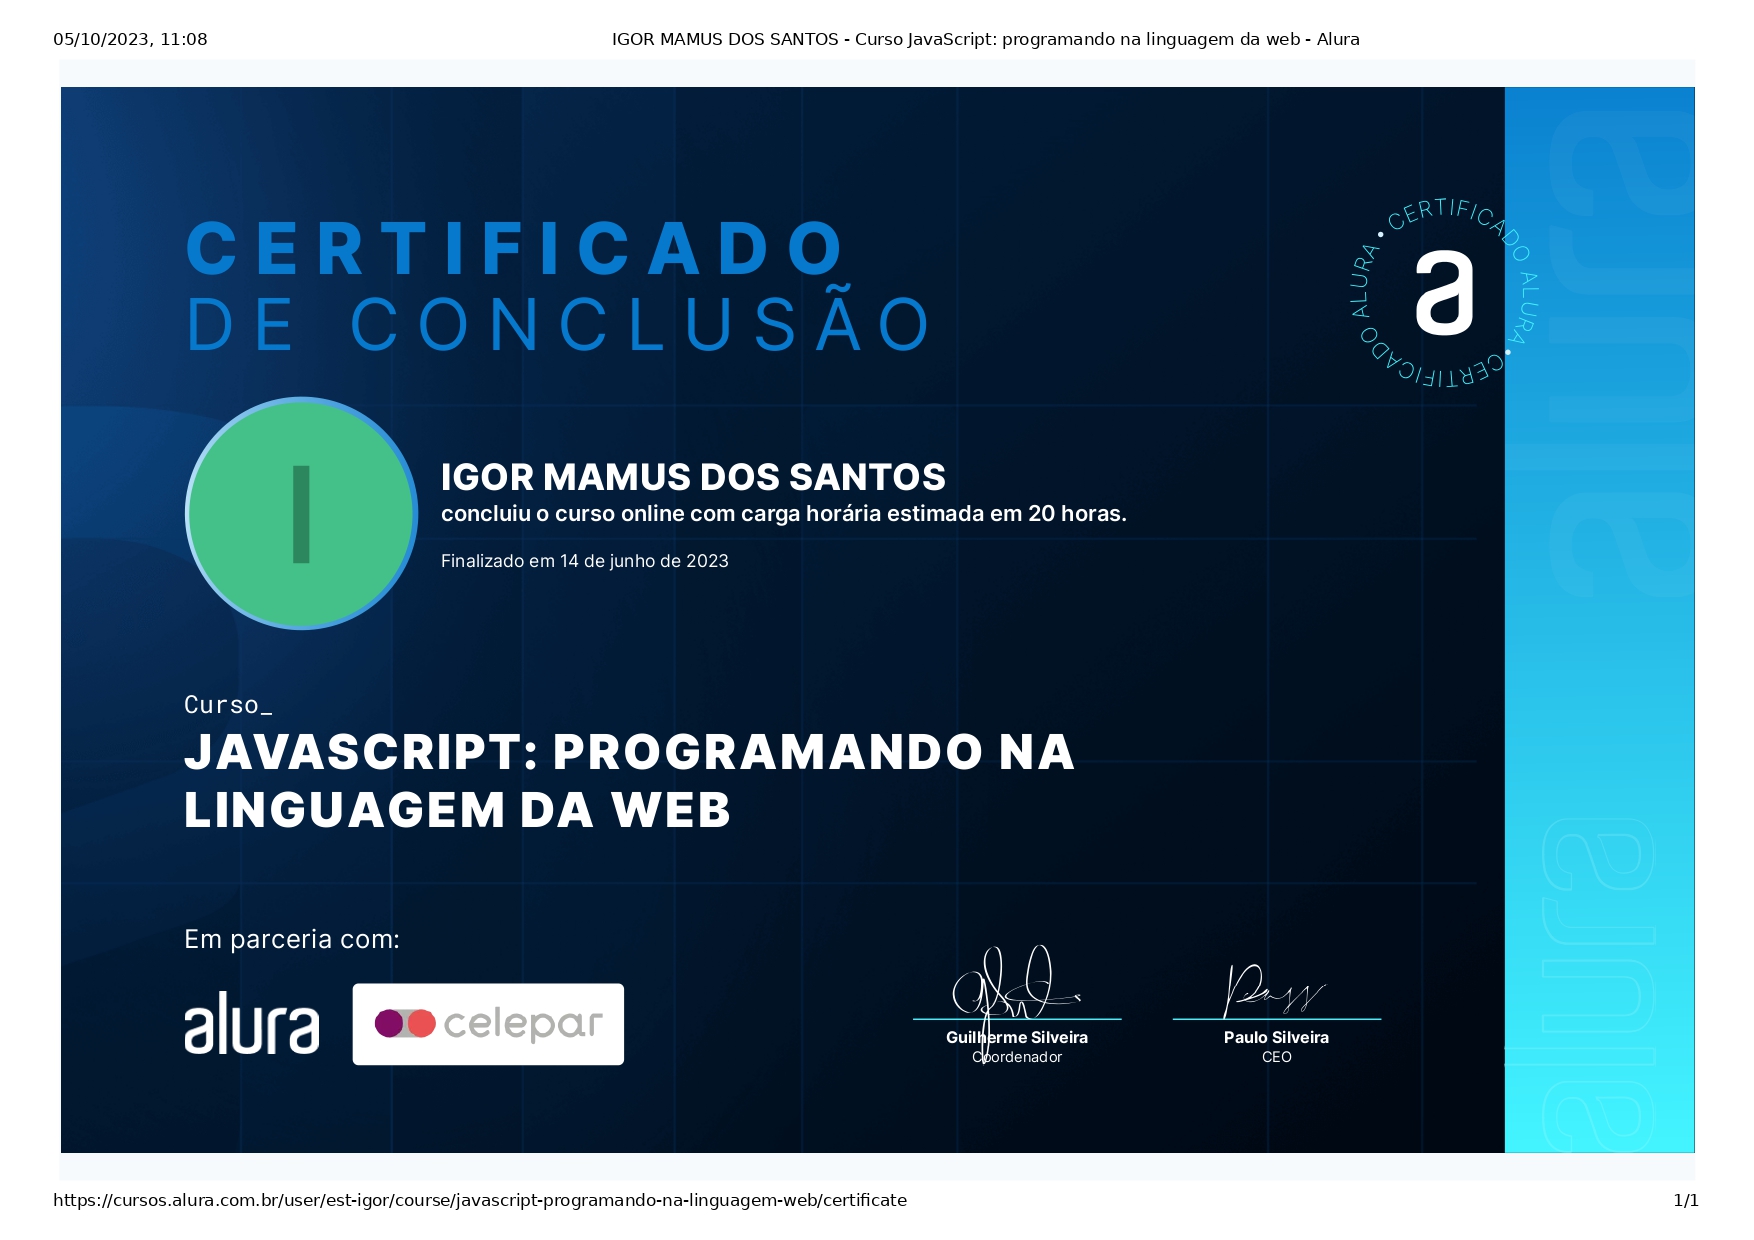 05/10/2023, 11:08
IGOR MAMUS DOS SANTOS - Curso JavaScript: programando na linguagem da web - Alura
CERTIFICADO
DE CONCLUSÃO
CERTIFICADO ALURA • CERTIFICADO ALURA •
a
alura
I
IGOR MAMUS DOS SANTOS
concluiu o curso online com carga horária estimada em 20 horas.
Finalizado em 14 de junho de 2023
Curso_
JAVASCRIPT: PROGRAMANDO NA
LINGUAGEM DA WEB
alura
Em parceria com:
alura
celepar
Guilherme Silveira
Coordenador
Paulo Silveira
CEO
https://cursos.alura.com.br/user/est-igor/course/javascript-programando-na-linguagem-web/certificate
1/1